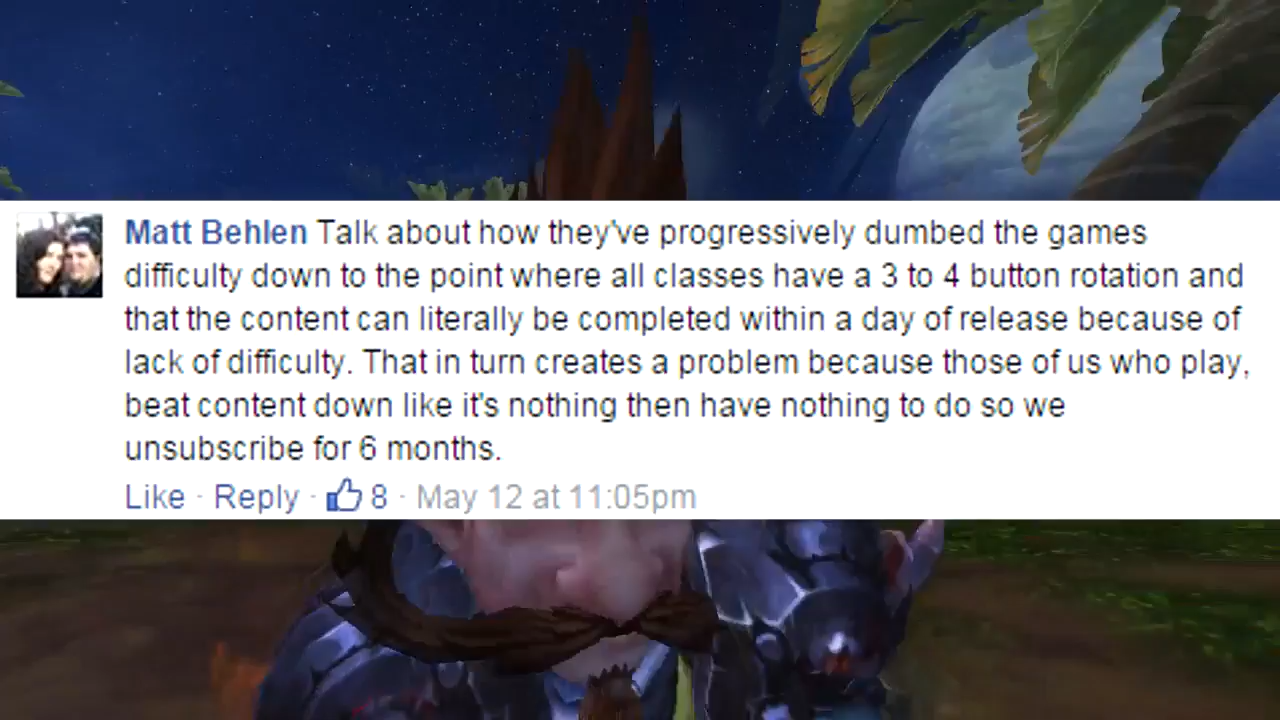 Matt Behlen Talk about how they've progressively dumbed the games
difficulty down to the point where all classes have a 3 to 4 button rotation and
that the content can literally be completed within a day of release because of
lack of difficulty. That in turn creates a problem because those of us who play,
beat content down like it's nothing then have nothing to do so we
unsubscribe for 6 months.
Like · Reply · 8 · May 12 at 11:05pm